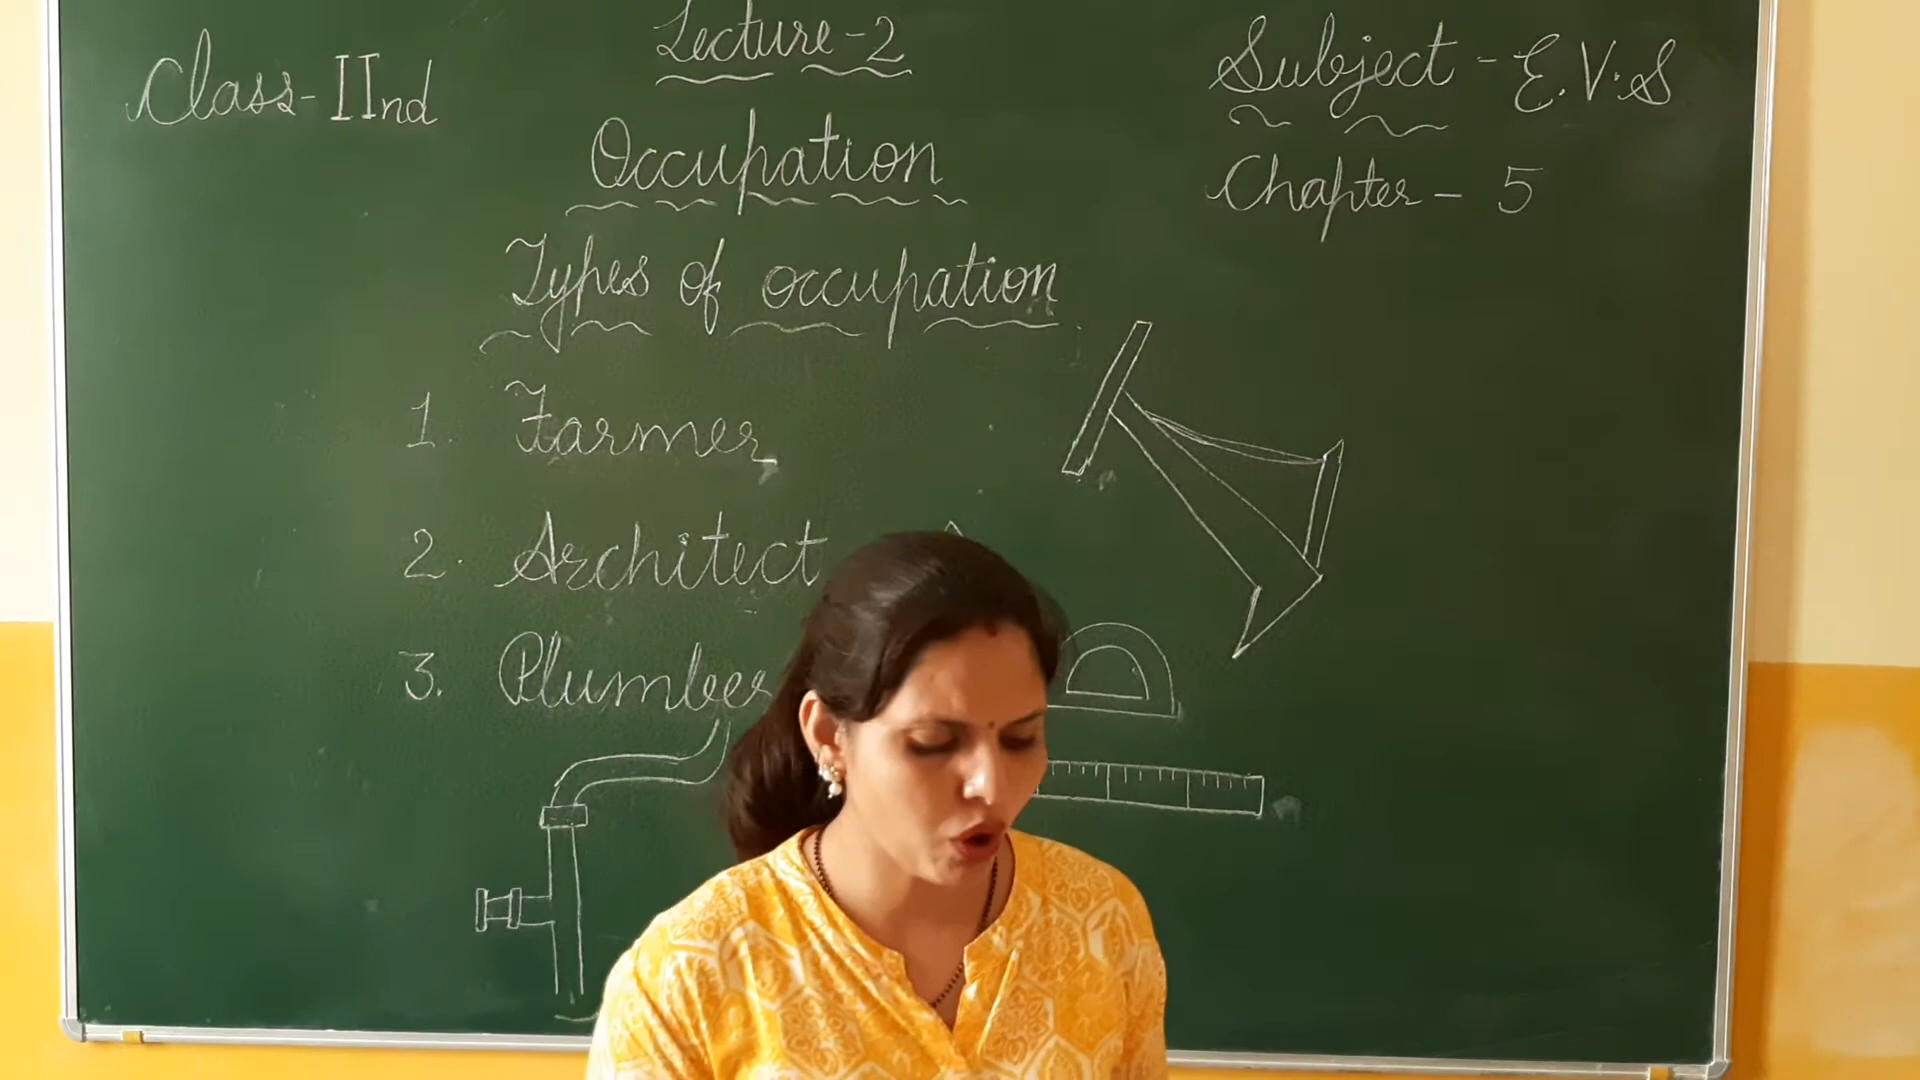 Class-IInd
Lecture-2
Subject - E.V.S
Chapter - 5
Occupation
Types of occupation
1. Farmer
2. Architect
3. Plumber